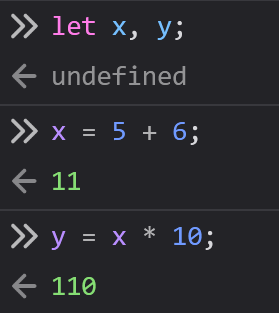 >> let x, y;
← undefined
>> x = 5 + 6;
← 11
>> y = x * 10;
← 110